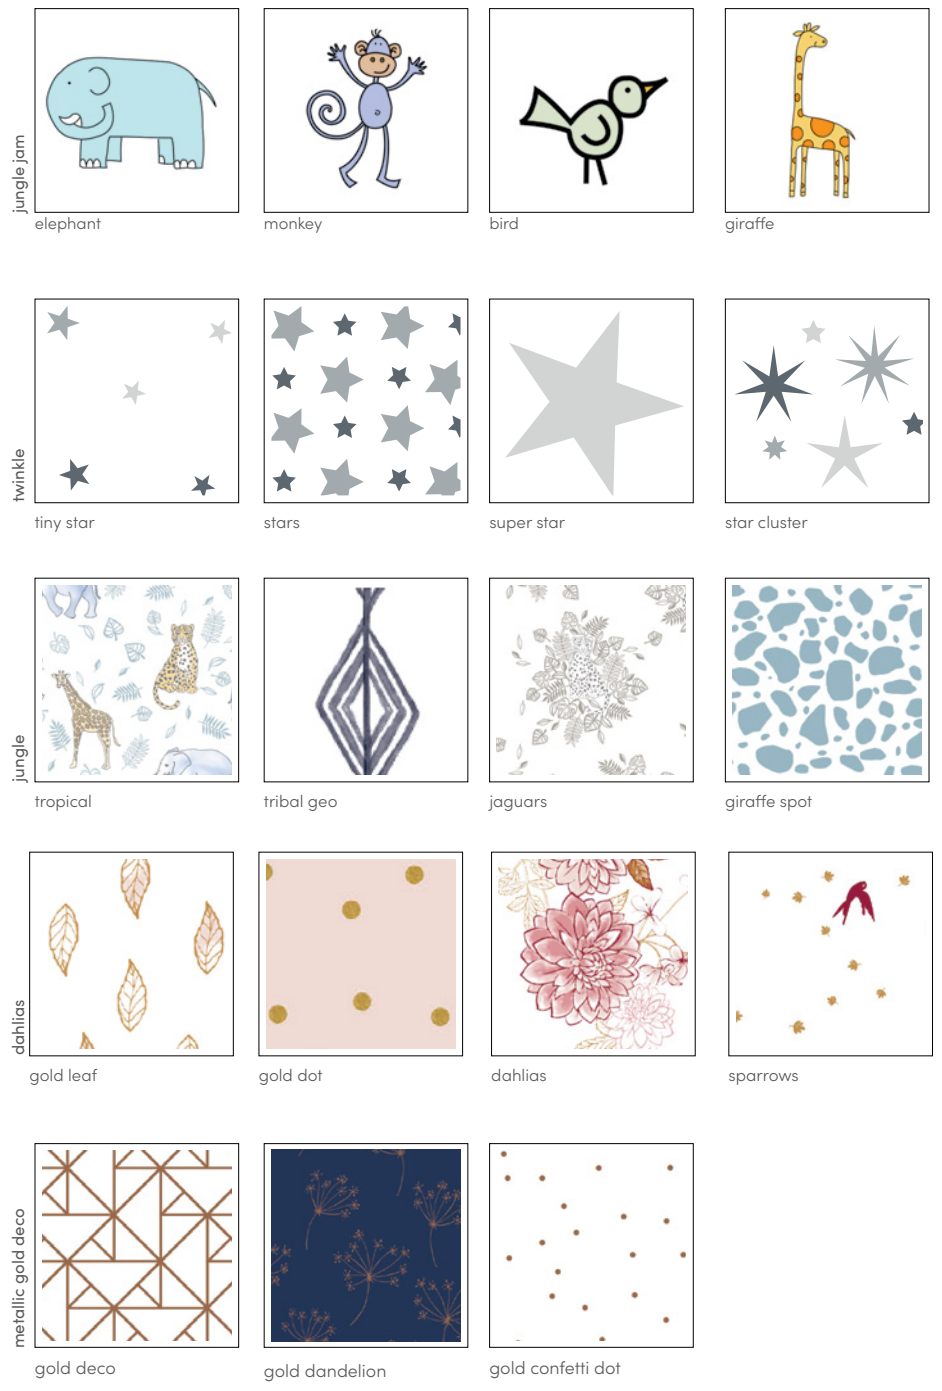 jungle jam
elephant
monkey
bird
giraffe
twinkle
tiny star
stars
super star
star cluster
jungle
tropical
tribal geo
jaguars
giraffe spot
dahlias
gold leaf
gold dot
dahlias
sparrows
metallic gold deco
gold deco
gold dandelion
gold confetti dot